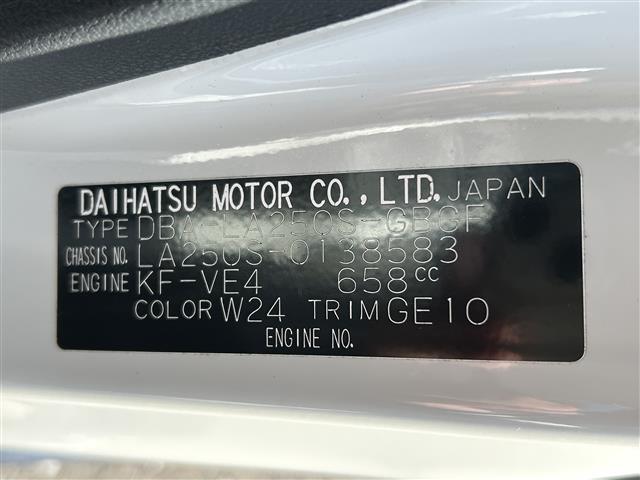 DAIHATSU MOTOR CO., LTD. JAPAN
TYPE DBA-LA250S-GBGF
CHASSIS NO. LA250S-0138583
ENGINE KF-VE4 658cc
COLOR W24 TRIM GE10
ENGINE NO.